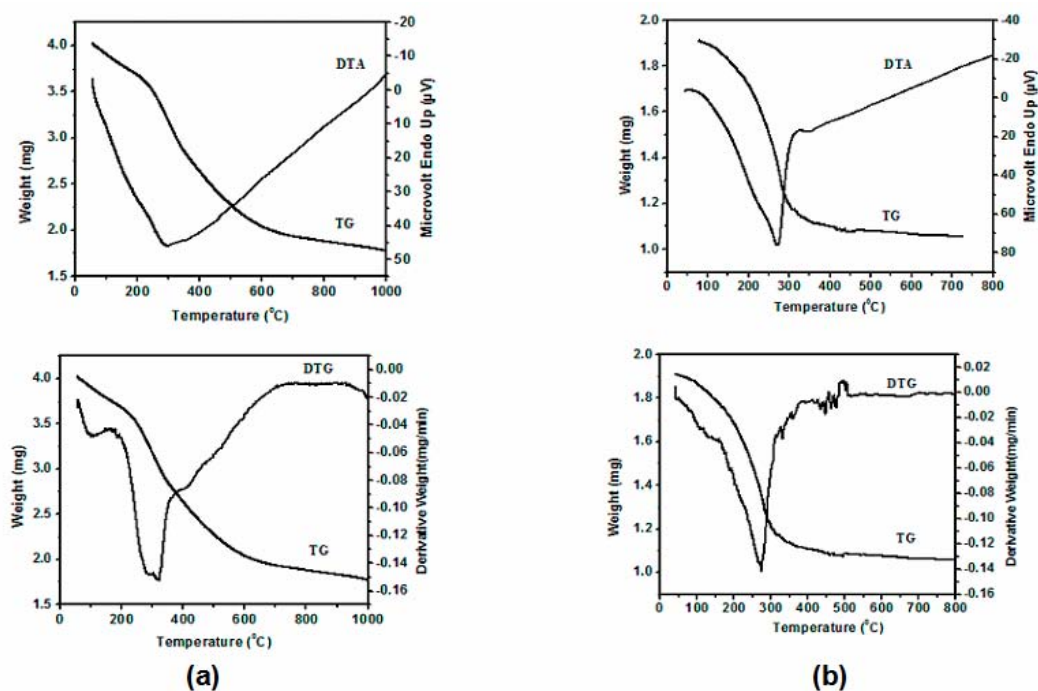 4.0
3.5
3.0
2.5
2.0
1.5
Weight (mg)
0 200 400 600 800 1000
Temperature (⁰C)
-20
-10
0
10
20
30
40
50
Microvolt Endo Up (µV)
DTA
TG
2.0
1.8
1.6
1.4
1.2
1.0
Weight (mg)
0 100 200 300 400 500 600 700 800
Temperature (⁰C)
-40
-20
0
20
40
60
80
Microvolt Endo Up (µV)
DTA
TG
4.0
3.5
3.0
2.5
2.0
1.5
Weight (mg)
0 200 400 600 800 1000
Temperature (⁰C)
0.00
-0.02
-0.04
-0.06
-0.08
-0.10
-0.12
-0.14
-0.16
Derivative Weight(mg/min)
DTG
TG
2.0
1.8
1.6
1.4
1.2
1.0
Weight (mg)
0 100 200 300 400 500 600 700 800
Temperature (⁰C)
0.02
0.00
-0.02
-0.04
-0.06
-0.08
-0.10
-0.12
-0.14
-0.16
Derivative Weight(mg/min)
DTG
TG
(a)
(b)